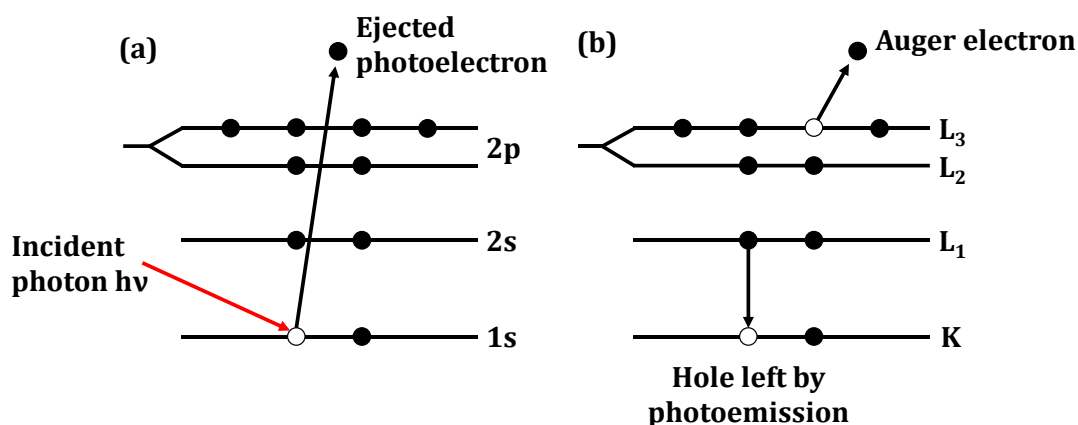 (a)
Ejected
photoelectron
2p
2s
Incident
photon hν
1s
(b)
Auger electron
L₃
L₂
L₁
K
Hole left by
photoemission